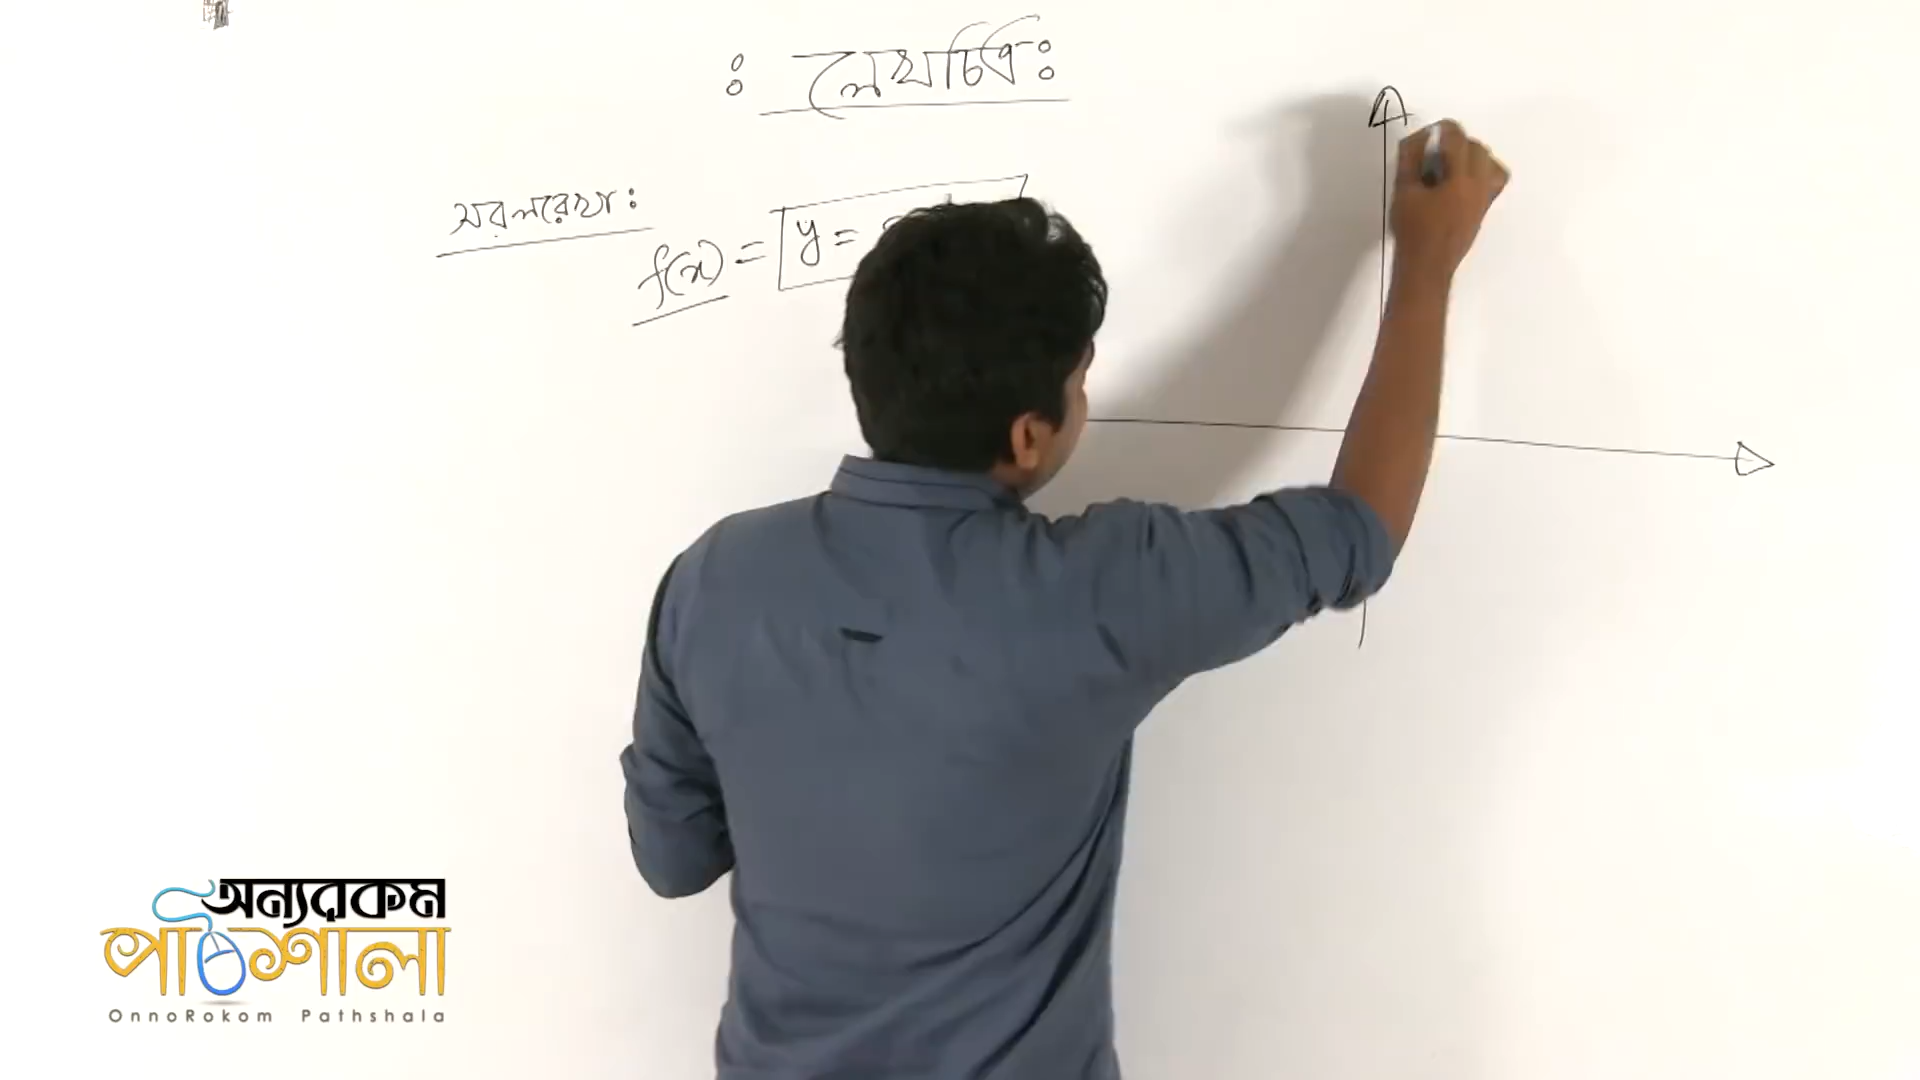 : লেখচিত্র :
সরলরেখা :
f(x) = y =
অন্যরকম
পাঠশালা
OnnoRokom Pathshala